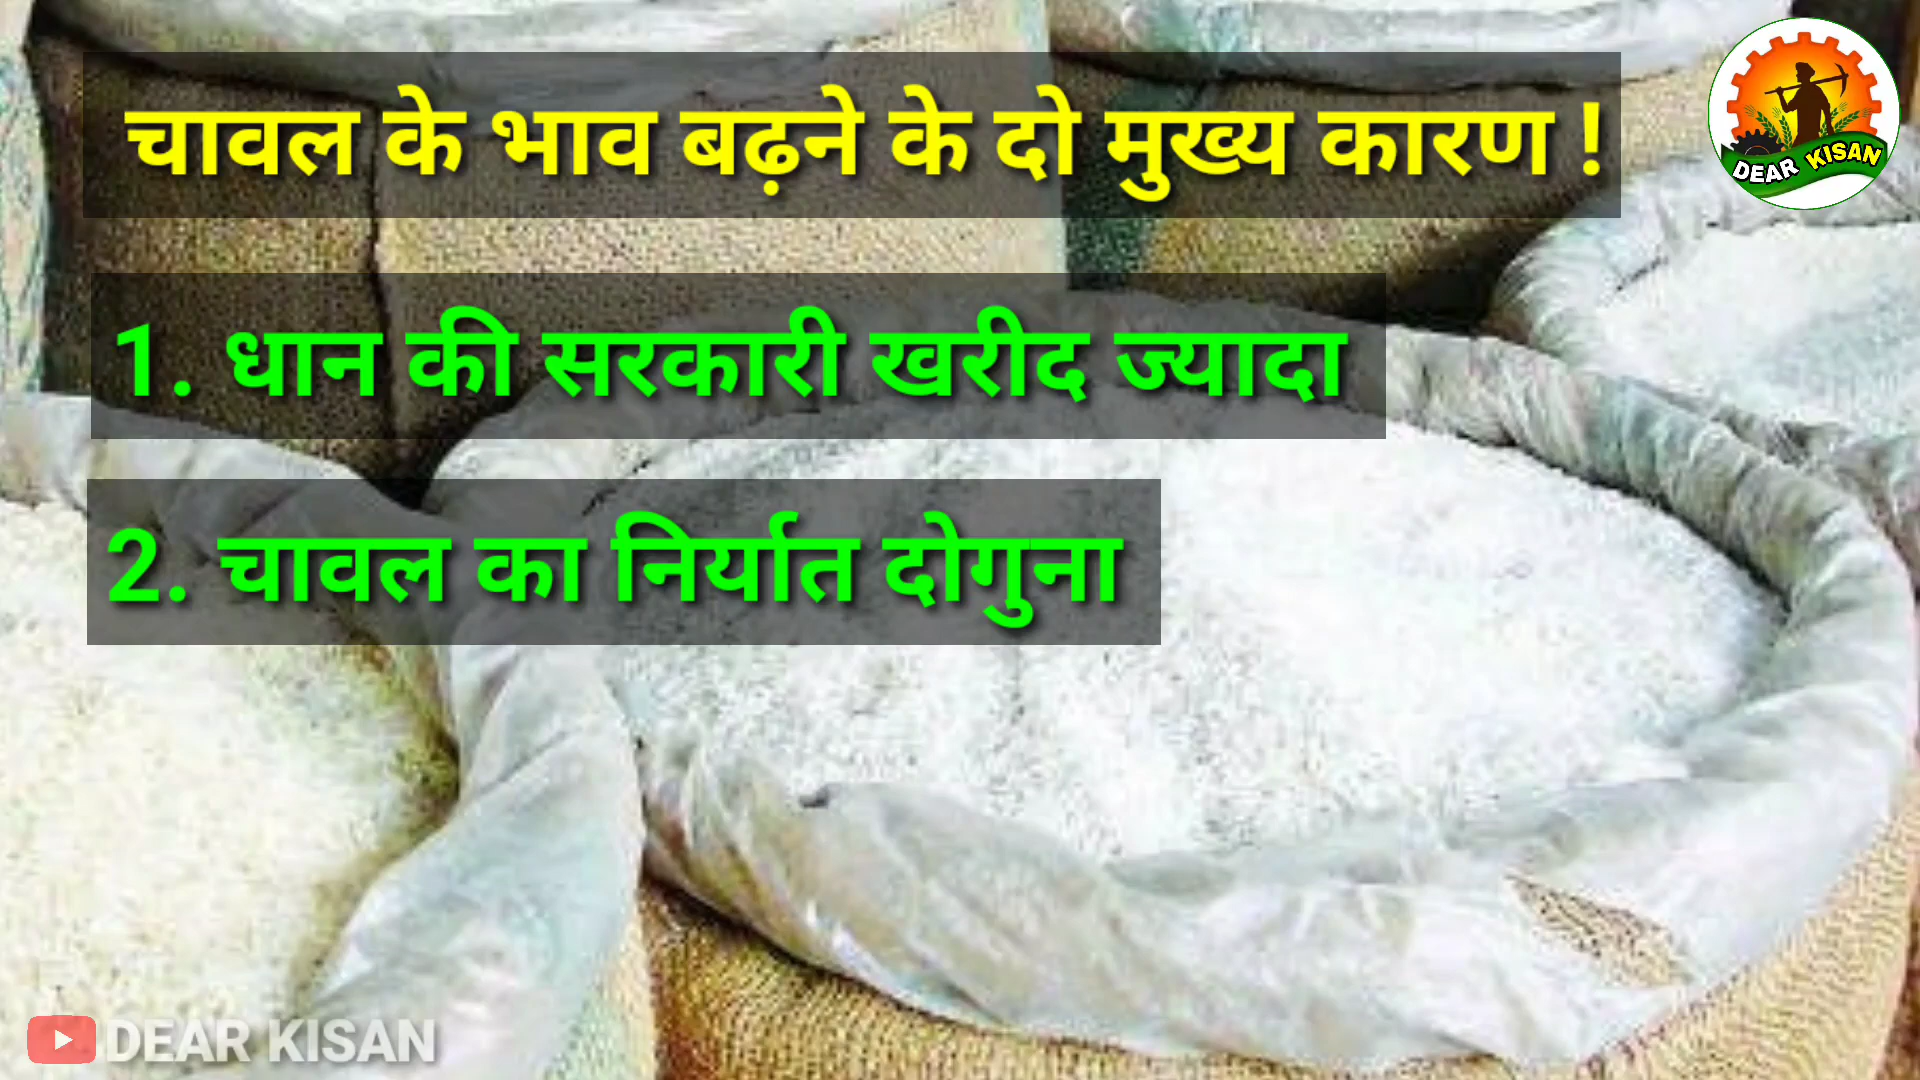 चावल के भाव बढ़ने के दो मुख्य कारण !
DEAR KISAN
1. धान की सरकारी खरीद ज्यादा
2. चावल का निर्यात दोगुना
DEAR KISAN